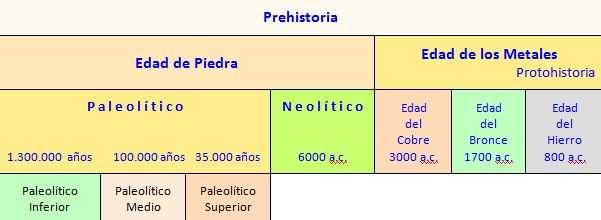 Prehistoria
Edad de Piedra
Edad de los Metales
Protohistoria
Paleolítico
1.300.000 años
100.000 años
35.000 años
Neolítico
6000 a.c.
Edad
del
Cobre
3000 a.c.
Edad
del
Bronce
1700 a.c.
Edad
del
Hierro
800 a.c.
Paleolítico
Inferior
Paleolítico
Medio
Paleolítico
Superior